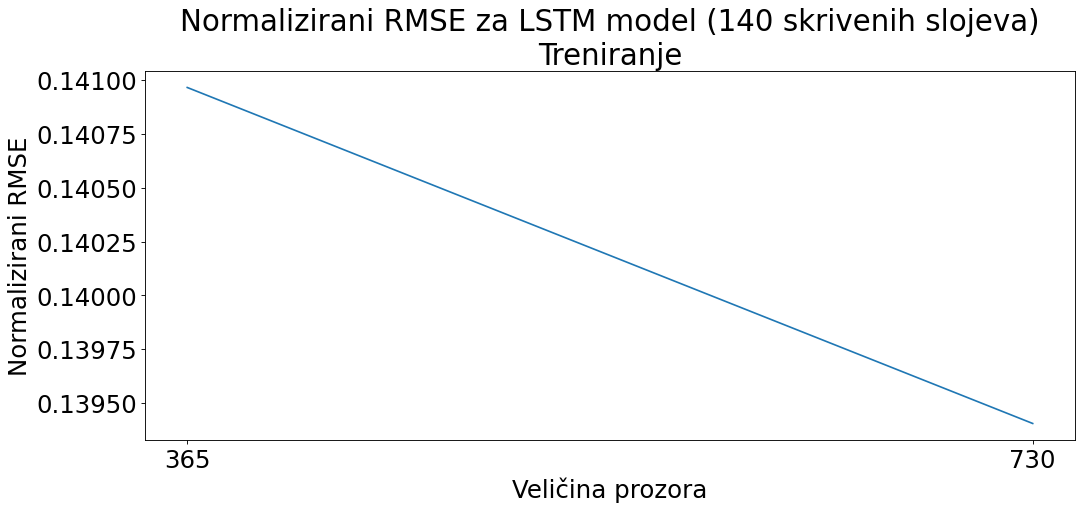 Normalizirani RMSE za LSTM model (140 skrivenih slojeva)
Treniranje
Normalizirani RMSE
0.14100
0.14075
0.14050
0.14025
0.14000
0.13975
0.13950
365
730
Veličina prozora